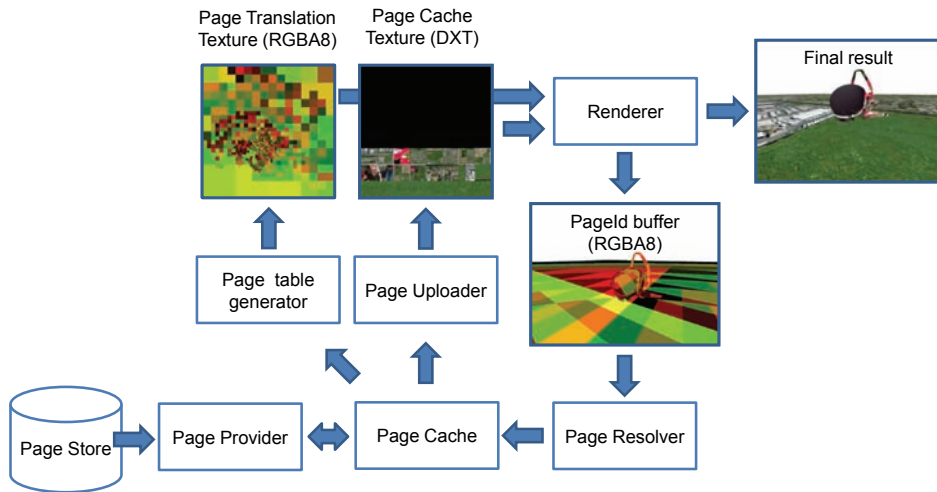 Page Translation
Texture (RGBA8)
Page Cache
Texture (DXT)
Final result
Renderer
PageId buffer
(RGBA8)
Page table
generator
Page Uploader
Page Store
Page Provider
Page Cache
Page Resolver